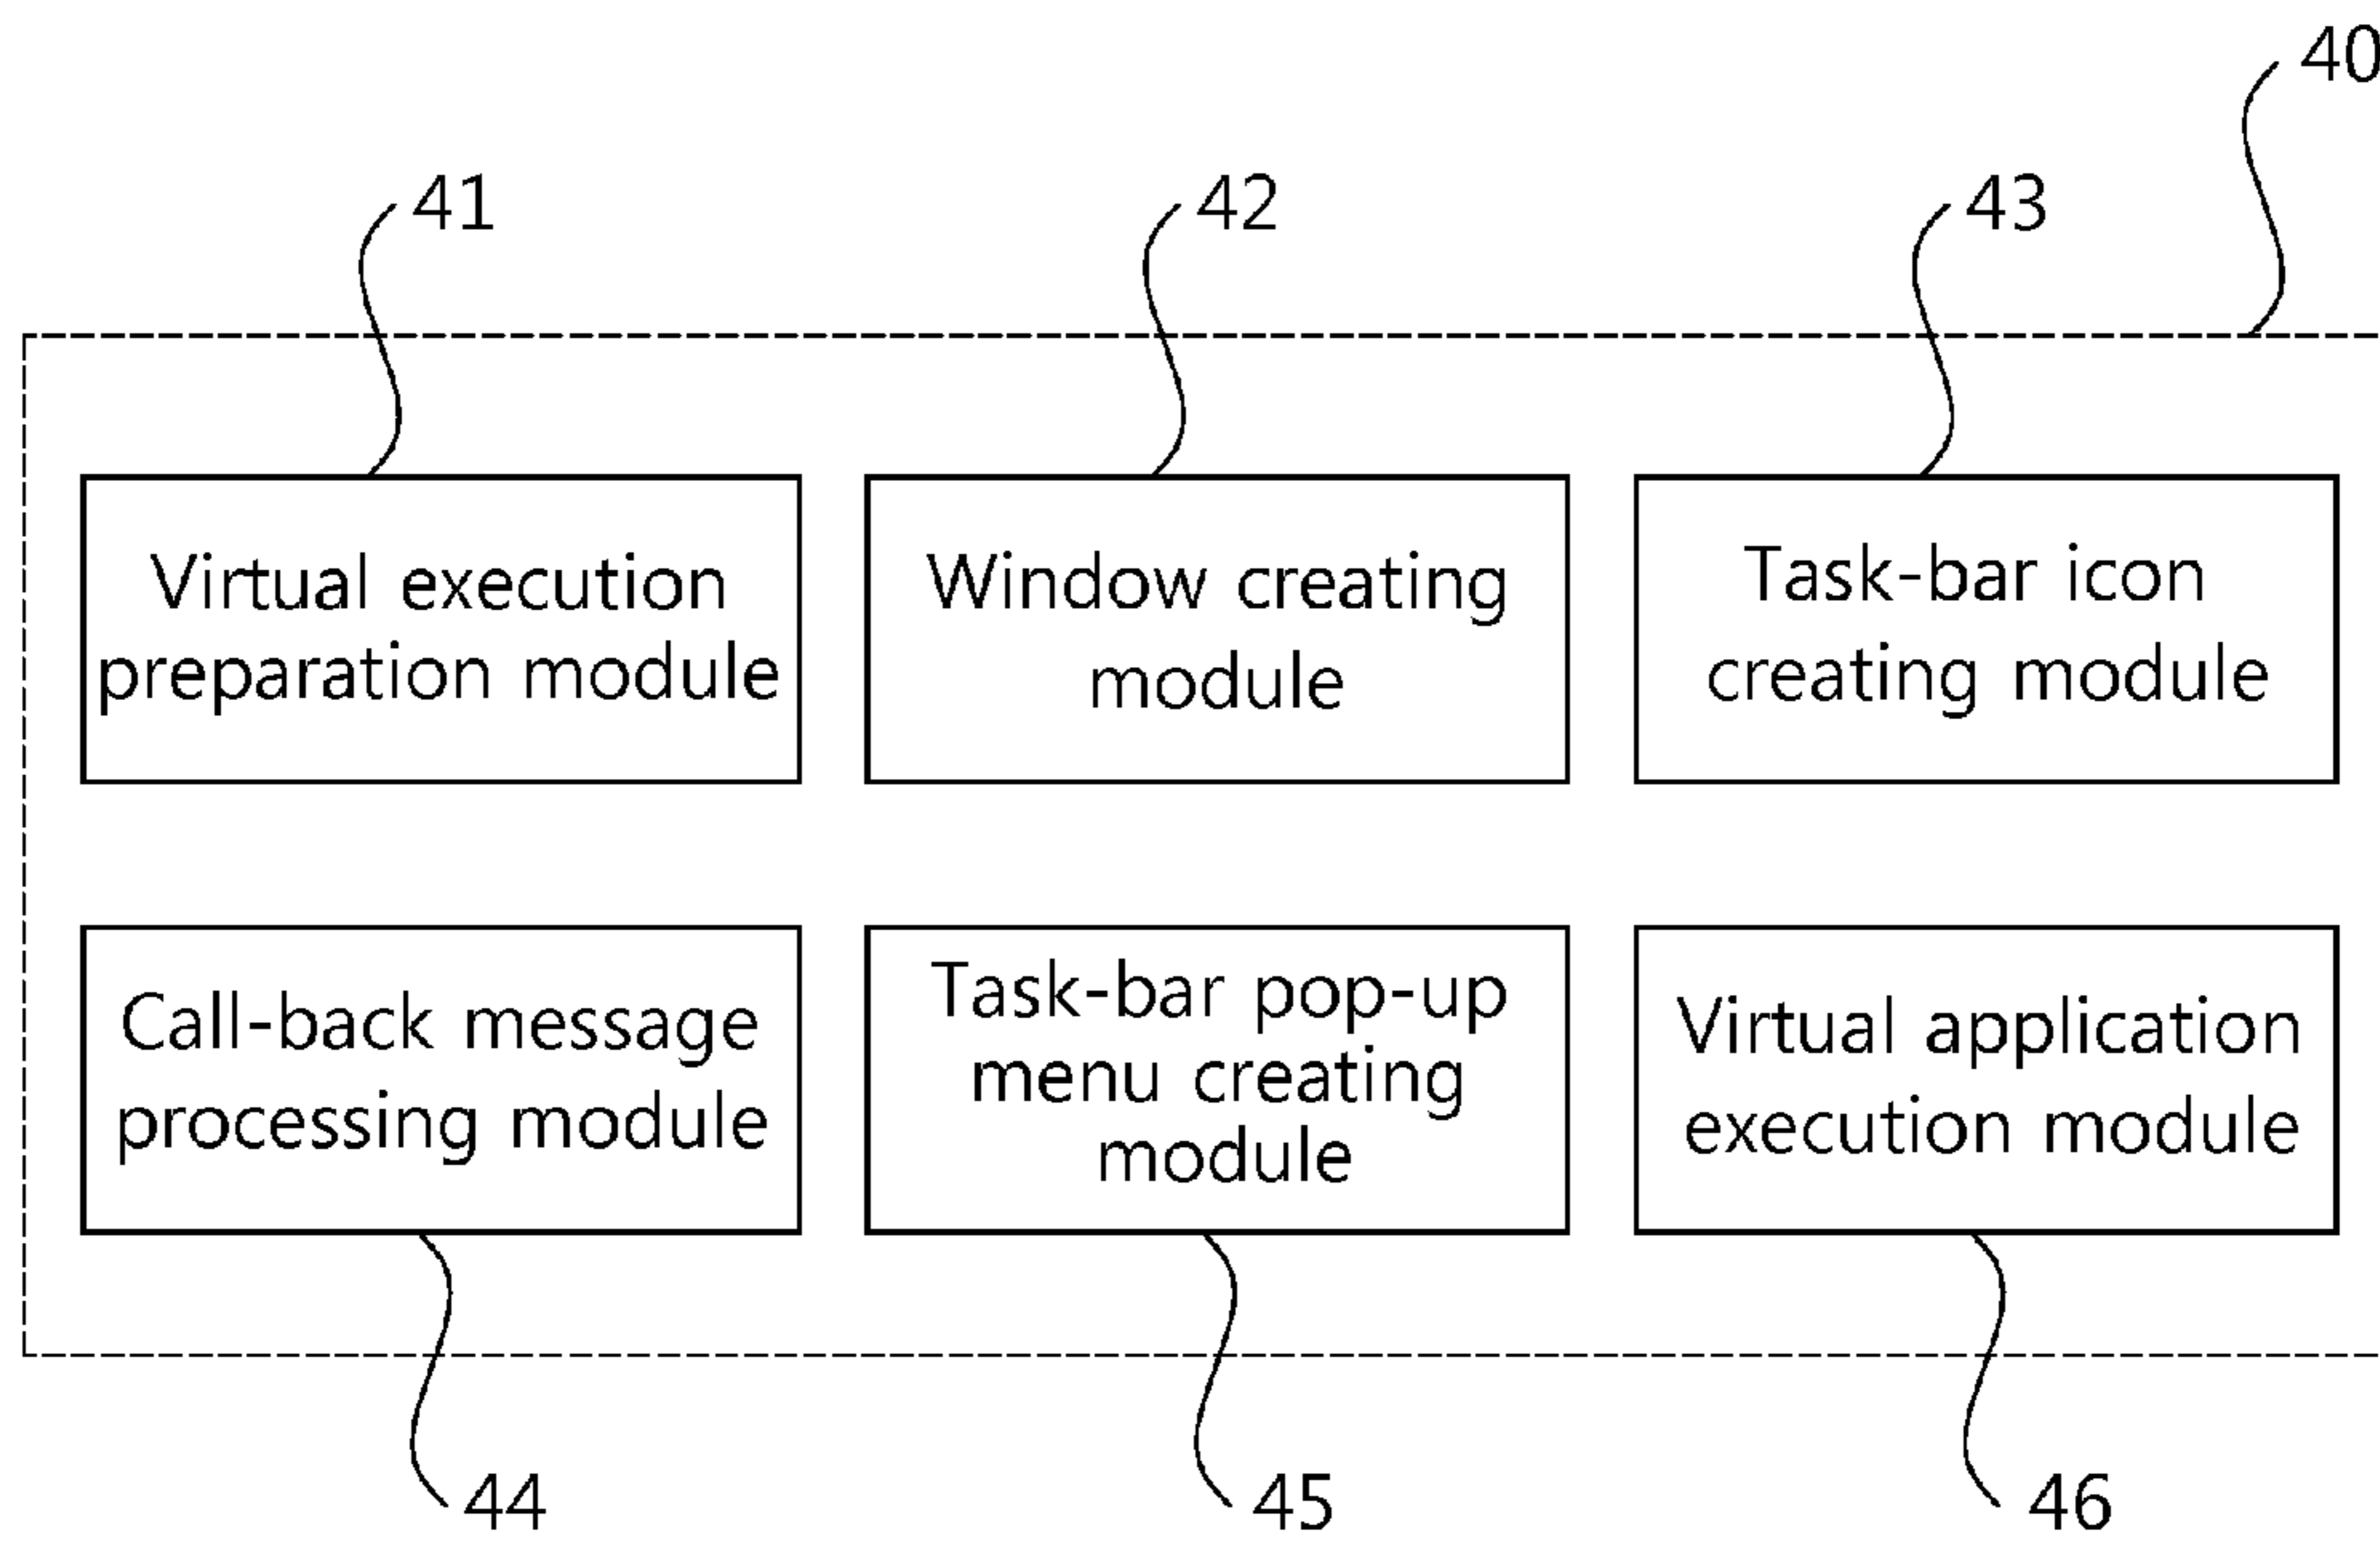 40
41
42
43
Virtual execution
preparation module
Window creating
module
Task-bar icon
creating module
Call-back message
processing module
Task-bar pop-up
menu creating
module
Virtual application
execution module
44
45
46